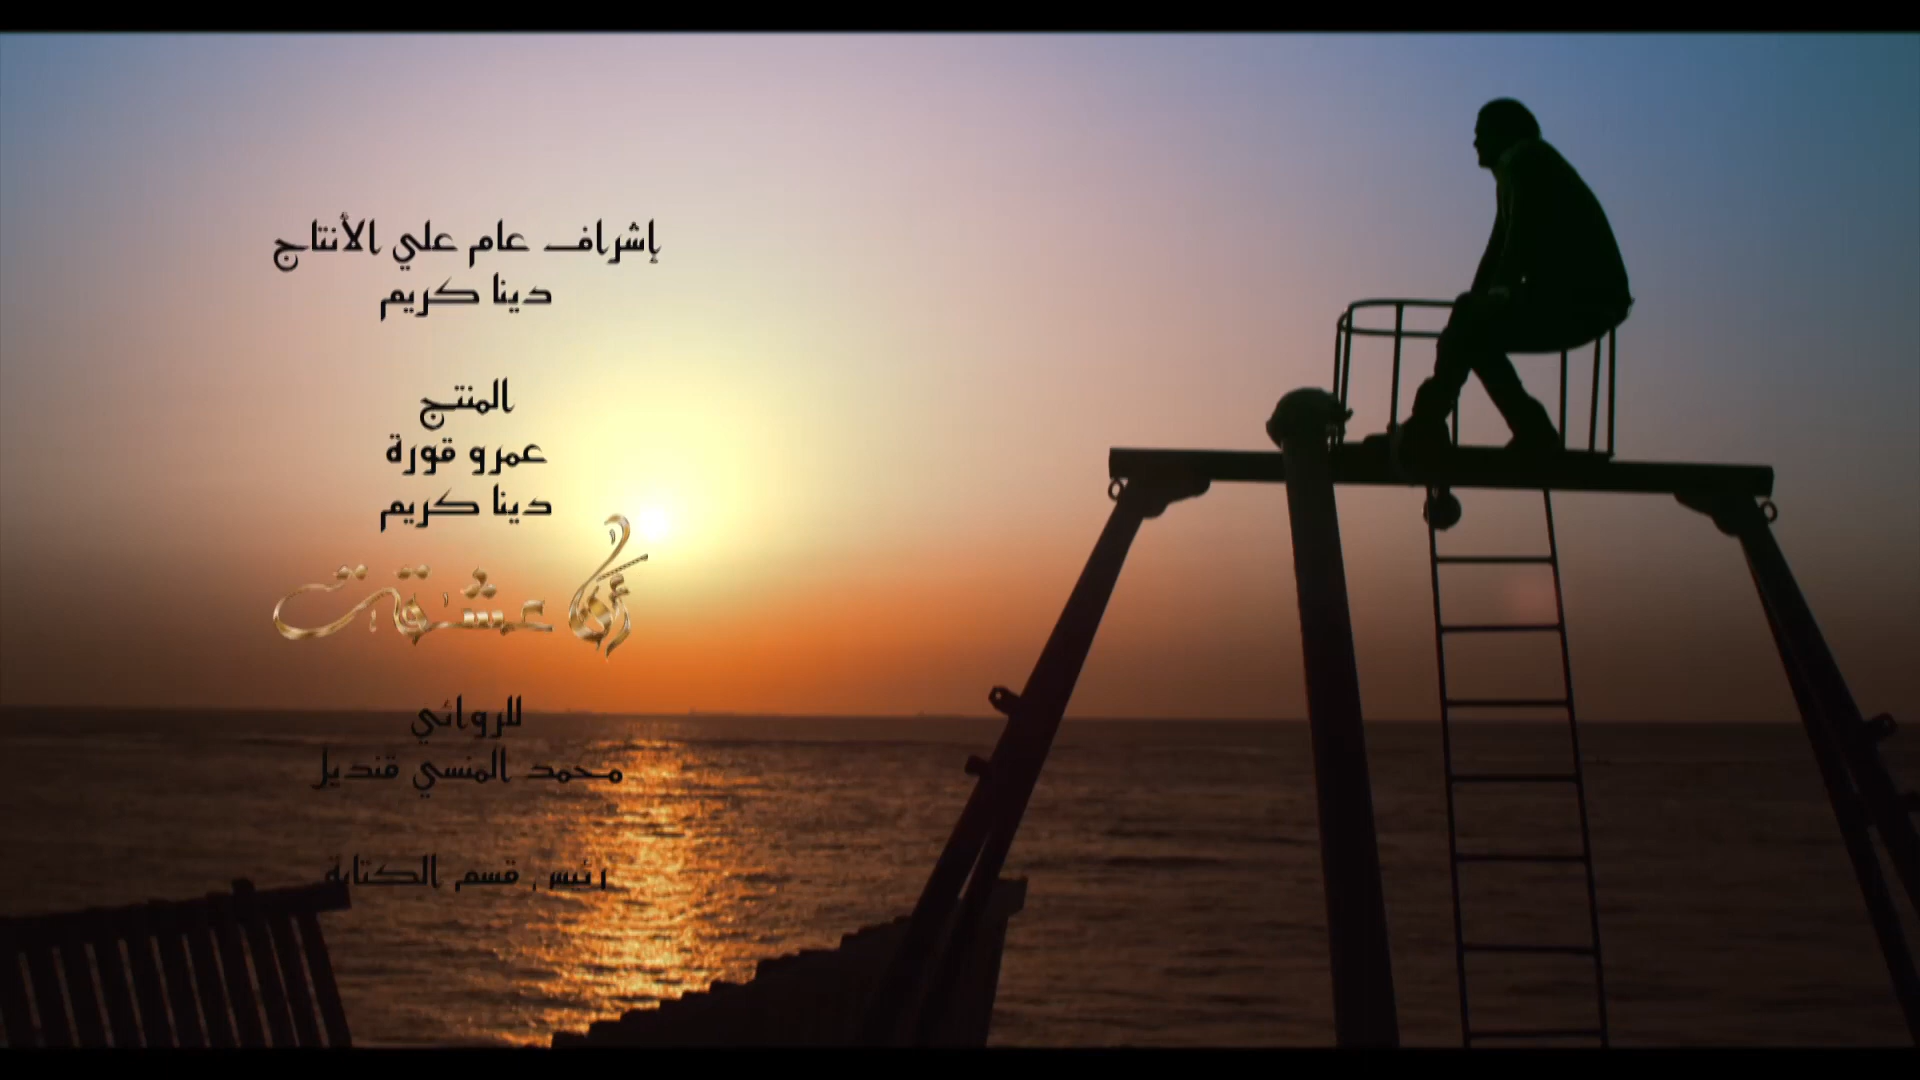 إشراف عام علي الأنتاج
دينا كريم
المنتج
عمرو قورة
دينا كريم
أنا عشقت
للروائي
محمد المنسي قنديل
رئيس قسم الكتابة